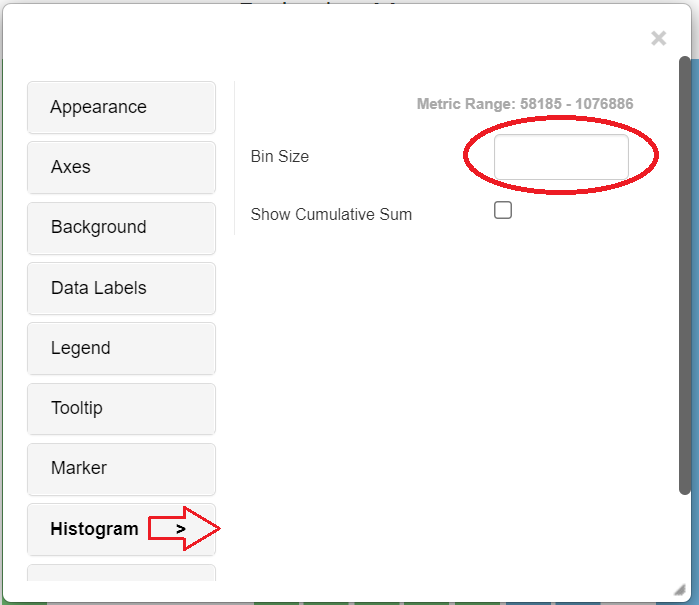 ×
Appearance
Metric Range: 58185 - 1076886
Bin Size
Axes
Show Cumulative Sum
Background
Data Labels
Legend
Tooltip
Marker
Histogram >